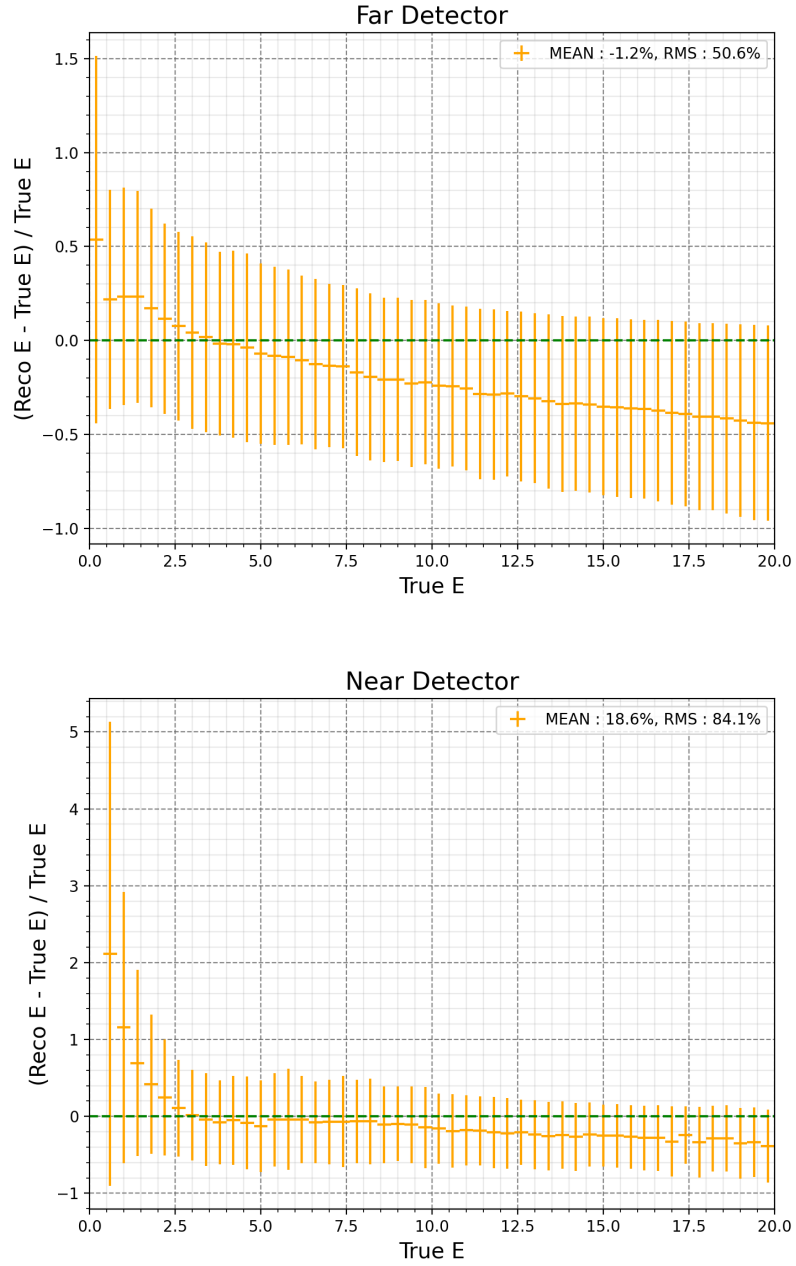 Far Detector
MEAN : -1.2%, RMS : 50.6%
(Reco E - True E) / True E
1.5
1.0
0.5
0.0
−0.5
−1.0
0.0 2.5 5.0 7.5 10.0 12.5 15.0 17.5 20.0
True E
Near Detector
MEAN : 18.6%, RMS : 84.1%
(Reco E - True E) / True E
5
4
3
2
1
0
−1
0.0 2.5 5.0 7.5 10.0 12.5 15.0 17.5 20.0
True E